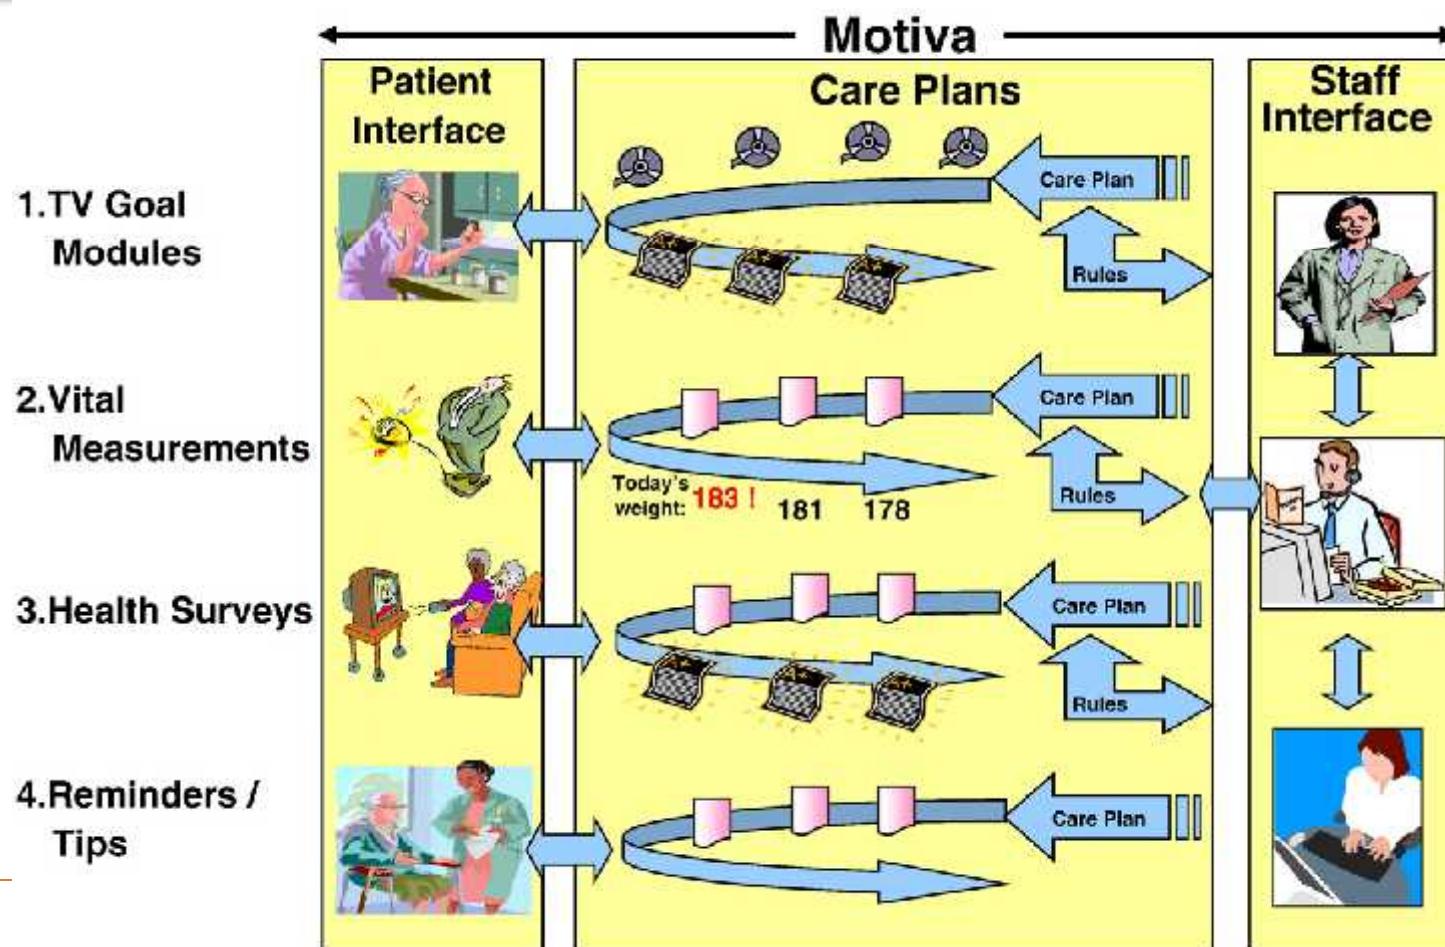 Motiva
Patient
Interface
Care Plans
Staff
Interface
1.TV Goal
Modules
Care Plan
Rules
2.Vital
Measurements
Care Plan
Rules
Today's
weight:
183 !
181
178
3.Health Surveys
Care Plan
Rules
4.Reminders /
Tips
Care Plan